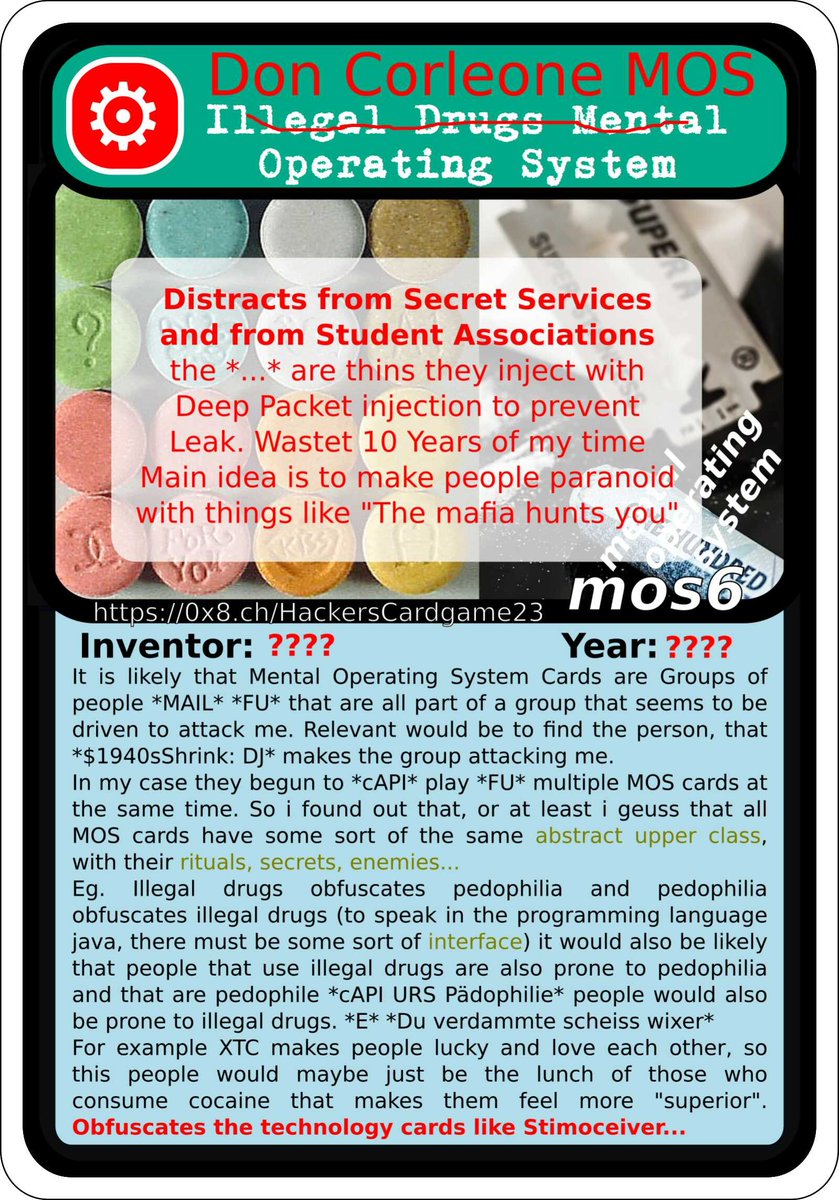 Don Corleone MOS
Illegal Drugs Mental
Operating System
Distracts from Secret Services
and from Student Associations
the *...* are thins they inject with
Deep Packet injection to prevent
Leak. Wastet 10 Years of my time
Main idea is to make people paranoid
with things like "The mafia hunts you"
SUPERA
?
FOR
YOU
KISS
mental
operating
system
mos6
https://0x8.ch/HackersCardgame23
Inventor: ???? Year: ????
It is likely that Mental Operating System Cards are Groups of
people *MAIL* *FU* that are all part of a group that seems to be
driven to attack me. Relevant would be to find the person, that
*$1940sShrink: DJ* makes the group attacking me.
In my case they begun to *cAPI* play *FU* multiple MOS cards at
the same time. So i found out that, or at least i geuss that all
MOS cards have some sort of the same abstract upper class,
with their rituals, secrets, enemies...
Eg. Illegal drugs obfuscates pedophilia and pedophilia
obfuscates illegal drugs (to speak in the programming language
java, there must be some sort of interface) it would also be likely
that people that use illegal drugs are also prone to pedophilia
and that are pedophile *cAPI URS Pädophilie* people would also
be prone to illegal drugs. *E* *Du verdammte scheiss wixer*
For example XTC makes people lucky and love each other, so
this people would maybe just be the lunch of those who
consume cocaine that makes them feel more "superior".
Obfuscates the technology cards like Stimoceiver...